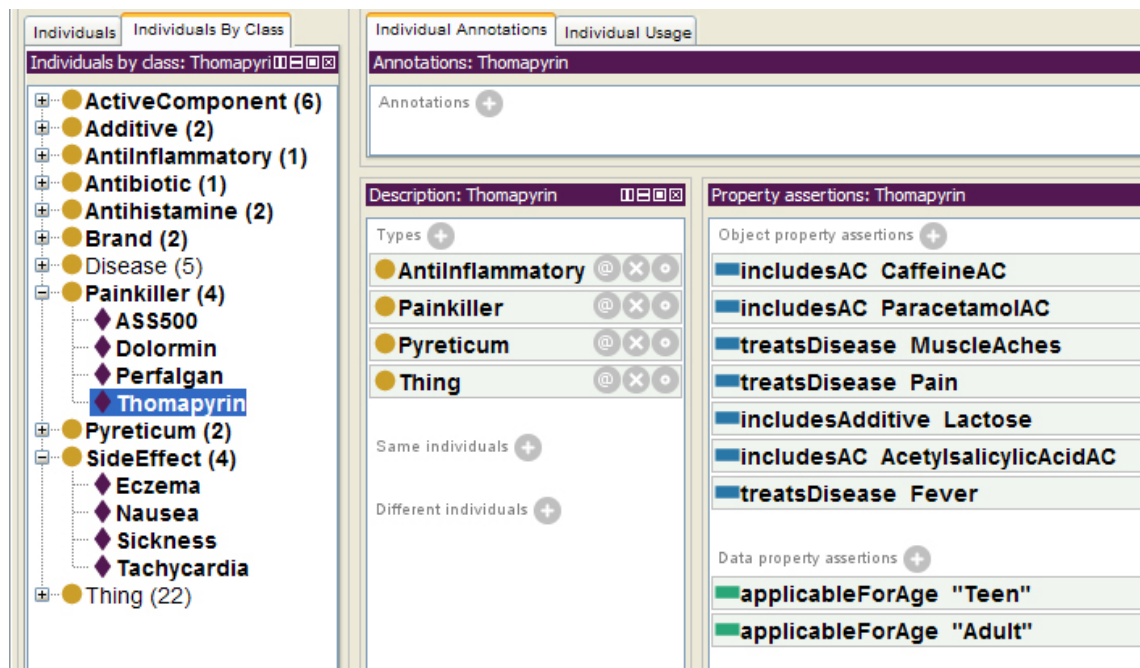 Individuals
Individuals By Class
Individuals by class: Thomapyri
ActiveComponent (6)
Additive (2)
AntiInflammatory (1)
Antibiotic (1)
Antihistamine (2)
Brand (2)
Disease (5)
Painkiller (4)
ASS500
Dolormin
Perfalgan
Thomapyrin
Pyreticum (2)
SideEffect (4)
Eczema
Nausea
Sickness
Tachycardia
Thing (22)
Individual Annotations
Individual Usage
Annotations: Thomapyrin
Annotations
Description: Thomapyrin
Types
AntiInflammatory
Painkiller
Pyreticum
Thing
Same individuals
Different individuals
Property assertions: Thomapyrin
Object property assertions
includesAC CaffeineAC
includesAC ParacetamolAC
treatsDisease MuscleAches
treatsDisease Pain
includesAdditive Lactose
includesAC AcetylsalicylicAcidAC
treatsDisease Fever
Data property assertions
applicableForAge "Teen"
applicableForAge "Adult"